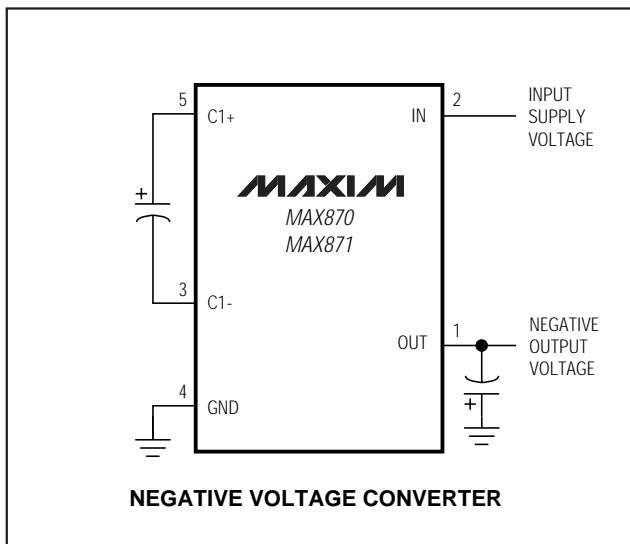 5
C1+
2
IN
INPUT
SUPPLY
VOLTAGE
+
MAXIM
MAX870
MAX871
3
C1-
1
OUT
NEGATIVE
OUTPUT
VOLTAGE
4
GND
+
NEGATIVE VOLTAGE CONVERTER